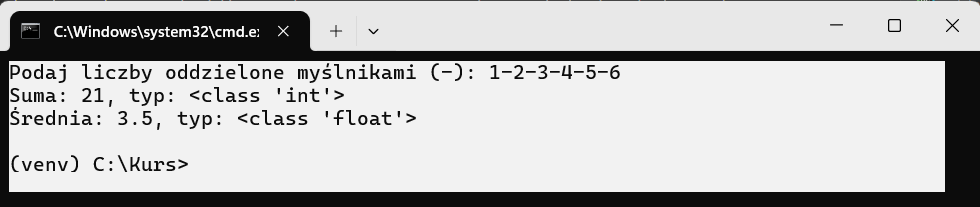 C:\Windows\system32\cmd.e
Podaj liczby oddzielone myślnikami (-): 1-2-3-4-5-6
Suma: 21, typ: <class 'int'>
Średnia: 3.5, typ: <class 'float'>
(venv) C:\Kurs>